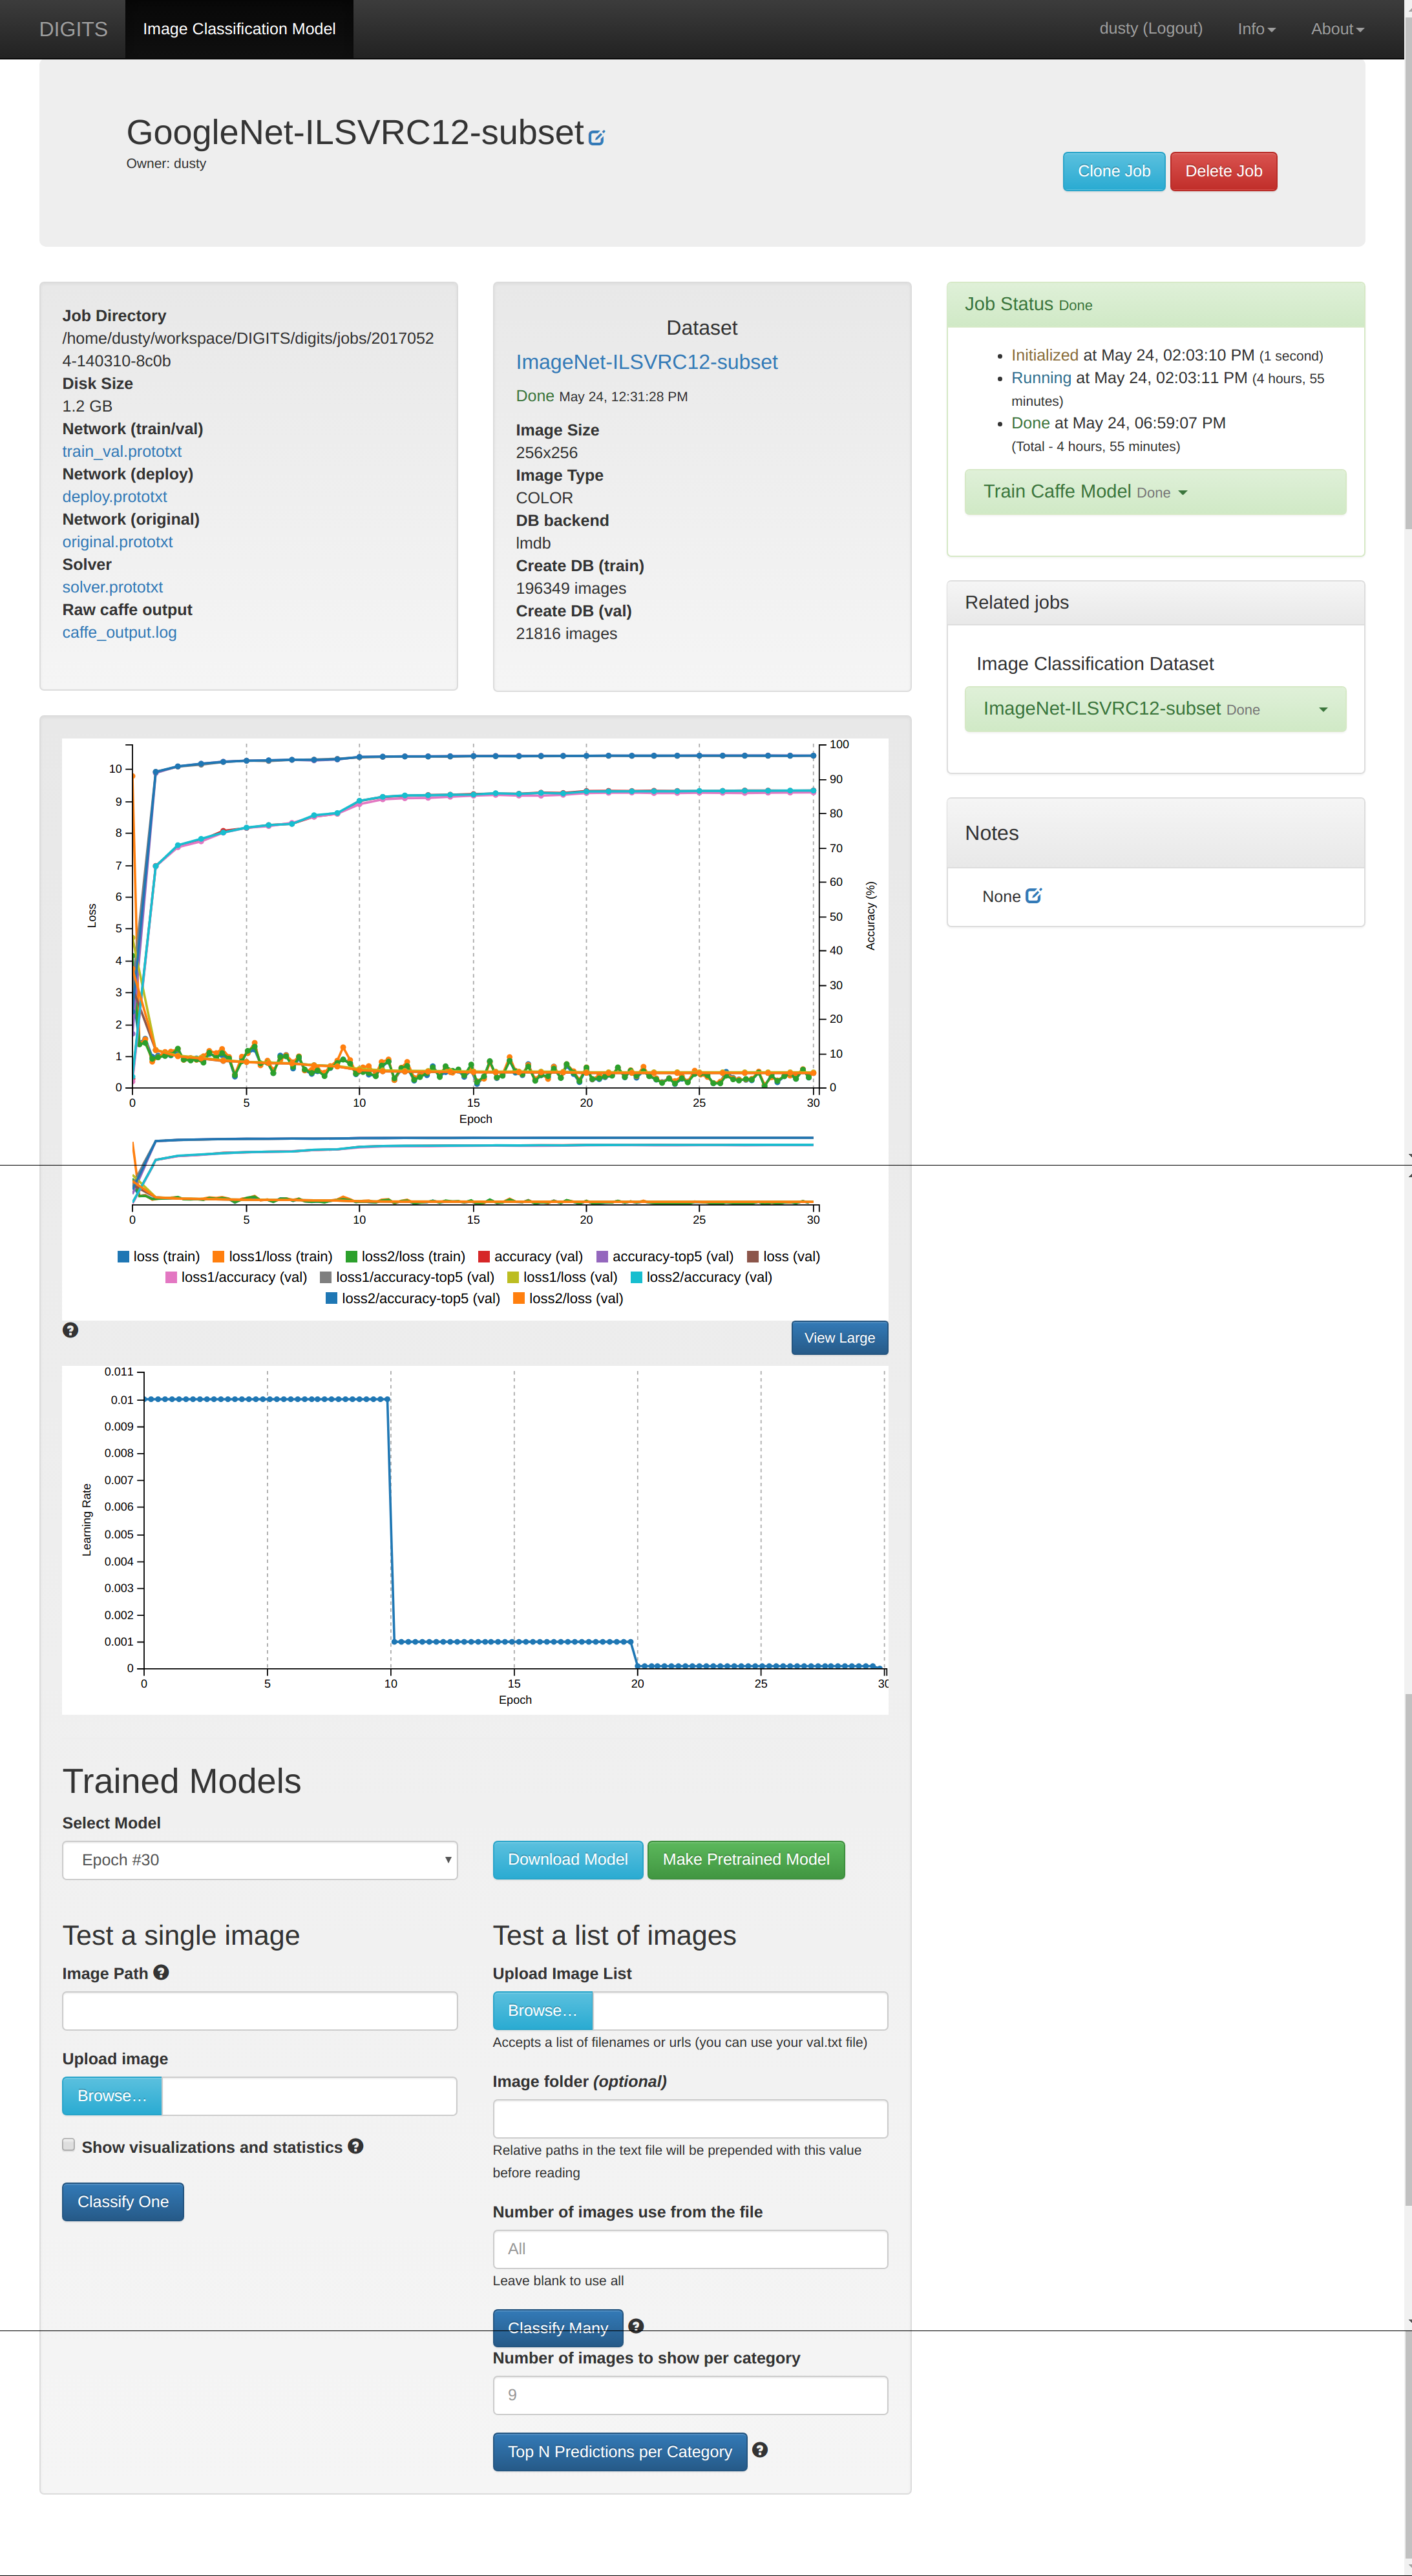 DIGITS Image Classification Model dusty (Logout) Info About
GoogleNet-ILSVRC12-subset
Owner: dusty
Clone Job Delete Job
Job Directory
/home/dusty/workspace/DIGITS/digits/jobs/2017052
4-140310-8c0b
Disk Size
1.2 GB
Network (train/val)
train_val.prototxt
Network (deploy)
deploy.prototxt
Network (original)
original.prototxt
Solver
solver.prototxt
Raw caffe output
caffe_output.log
Dataset
ImageNet-ILSVRC12-subset
Done May 24, 12:31:28 PM
Image Size
256x256
Image Type
COLOR
DB backend
lmdb
Create DB (train)
196349 images
Create DB (val)
21816 images
Job Status Done
Initialized at May 24, 02:03:10 PM (1 second)
Running at May 24, 02:03:11 PM (4 hours, 55
minutes)
Done at May 24, 06:59:07 PM
(Total - 4 hours, 55 minutes)
Train Caffe Model Done
Related jobs
Image Classification Dataset
ImageNet-ILSVRC12-subset Done
Notes
None
10
9
8
7
6
5
4
3
2
1
0
Loss
100
90
80
70
60
50
40
30
20
10
0
Accuracy (%)
0 5 10 15 20 25 30
Epoch
0 5 10 15 20 25 30
loss (train) loss1/loss (train) loss2/loss (train) accuracy (val) accuracy-top5 (val) loss (val)
loss1/accuracy (val) loss1/accuracy-top5 (val) loss1/loss (val) loss2/accuracy (val)
loss2/accuracy-top5 (val) loss2/loss (val)
View Large
0.011
0.01
0.009
0.008
0.007
0.006
0.005
0.004
0.003
0.002
0.001
0
Learning Rate
0 5 10 15 20 25 30
Epoch
Trained Models
Select Model
Epoch #30
Download Model Make Pretrained Model
Test a single image
Image Path
Upload image
Browse...
Show visualizations and statistics
Classify One
Test a list of images
Upload Image List
Browse...
Accepts a list of filenames or urls (you can use your val.txt file)
Image folder (optional)
Relative paths in the text file will be prepended with this value
before reading
Number of images use from the file
All
Leave blank to use all
Classify Many
Number of images to show per category
9
Top N Predictions per Category